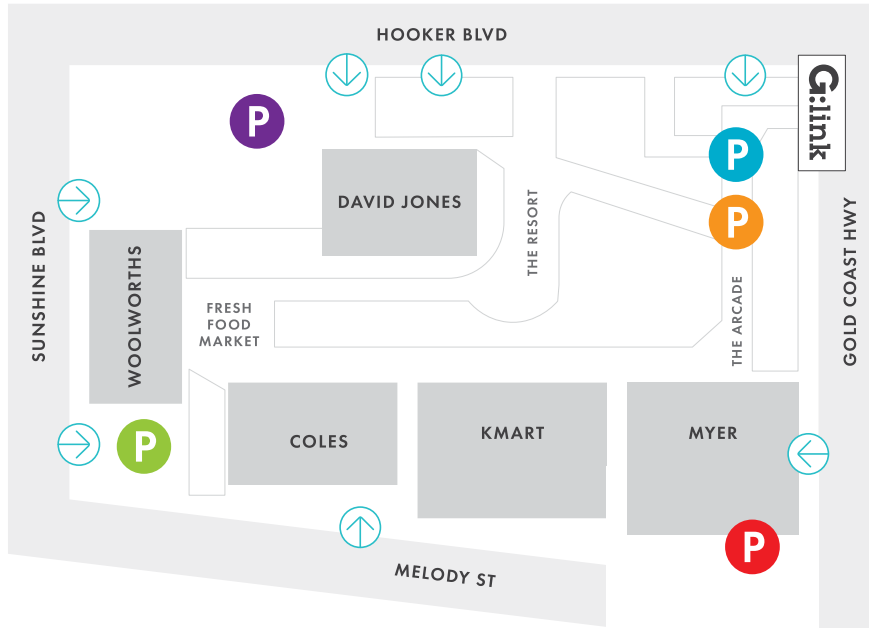 HOOKER BLVD
G:link
P
P
DAVID JONES
P
THE RESORT
SUNSHINE BLVD
WOOLWORTHS
GOLD COAST HWY
FRESH
FOOD
MARKET
THE ARCADE
P
COLES
KMART
MYER
P
MELODY ST